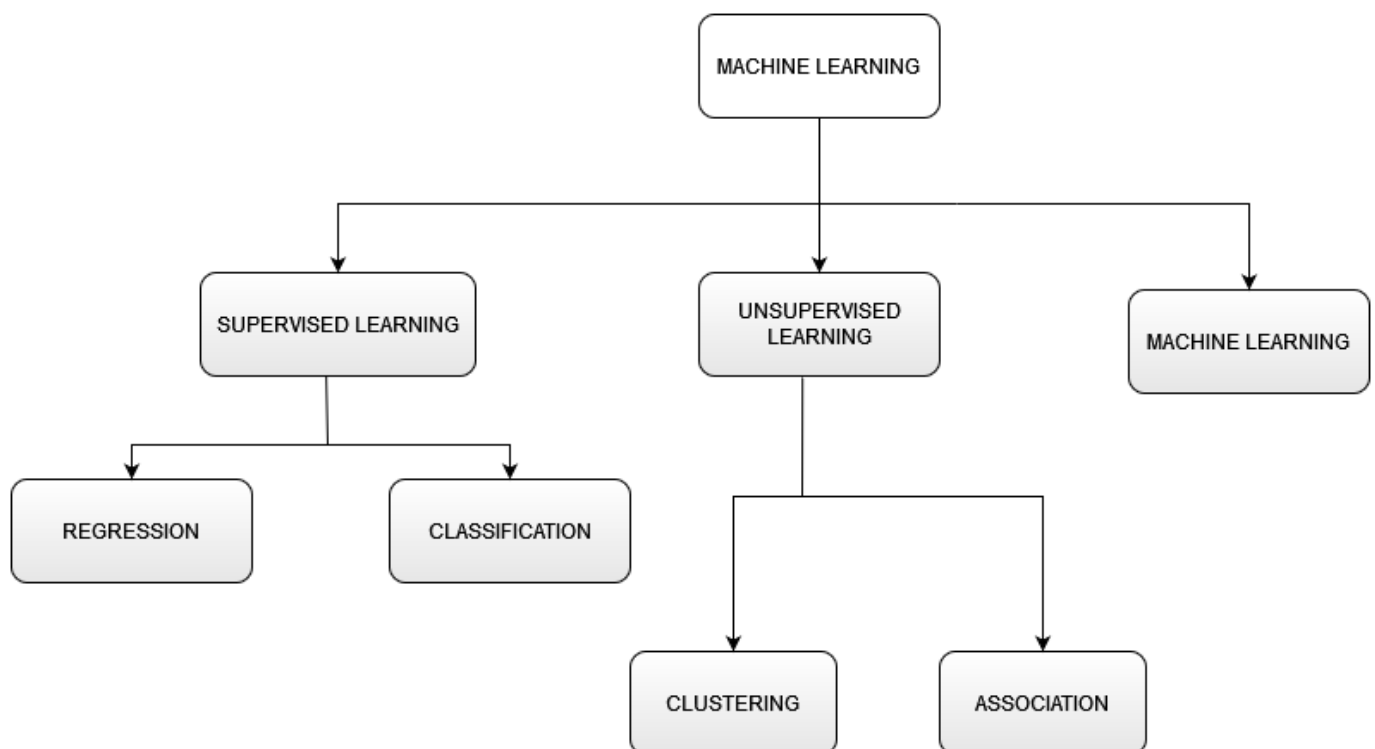 MACHINE LEARNING
SUPERVISED LEARNING
UNSUPERVISED
LEARNING
MACHINE LEARNING
REGRESSION
CLASSIFICATION
CLUSTERING
ASSOCIATION